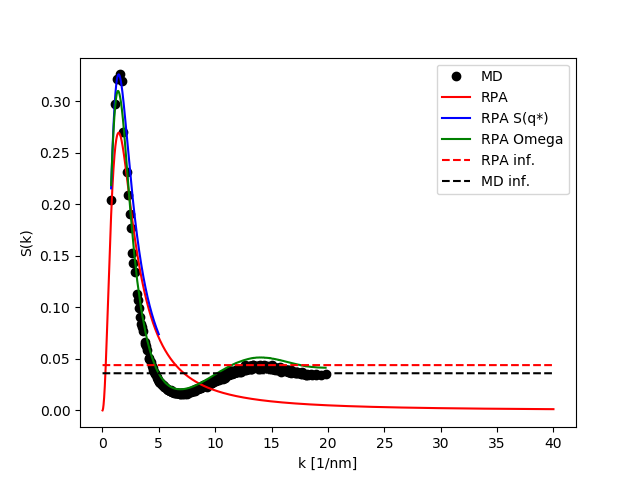 MD
RPA
RPA S(q*)
RPA Omega
RPA inf.
MD inf.
0.30
0.25
0.20
0.15
0.10
0.05
0.00
S(k)
0 5 10 15 20 25 30 35 40
k [1/nm]